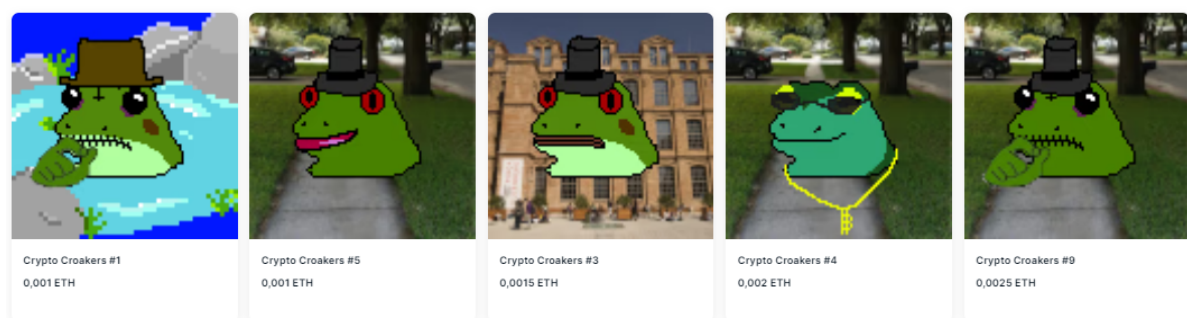 Crypto Croakers #1
0,001 ETH
Crypto Croakers #5
0,001 ETH
Crypto Croakers #3
0,0015 ETH
Crypto Croakers #4
0,002 ETH
Crypto Croakers #9
0,0025 ETH